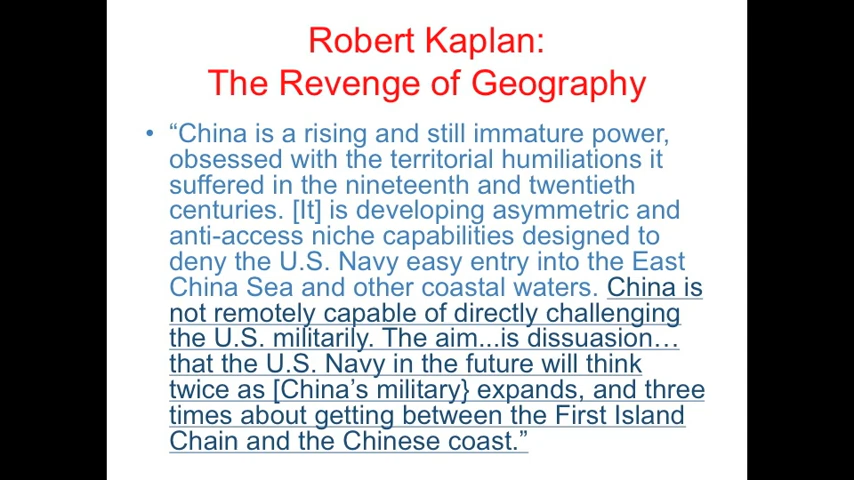 Robert Kaplan:
The Revenge of Geography
• “China is a rising and still immature power,
obsessed with the territorial humiliations it
suffered in the nineteenth and twentieth
centuries. [It] is developing asymmetric and
anti-access niche capabilities designed to
deny the U.S. Navy easy entry into the East
China Sea and other coastal waters. China is
not remotely capable of directly challenging
the U.S. militarily. The aim...is dissuasion…
that the U.S. Navy in the future will think
twice as [China’s military} expands, and three
times about getting between the First Island
Chain and the Chinese coast.”